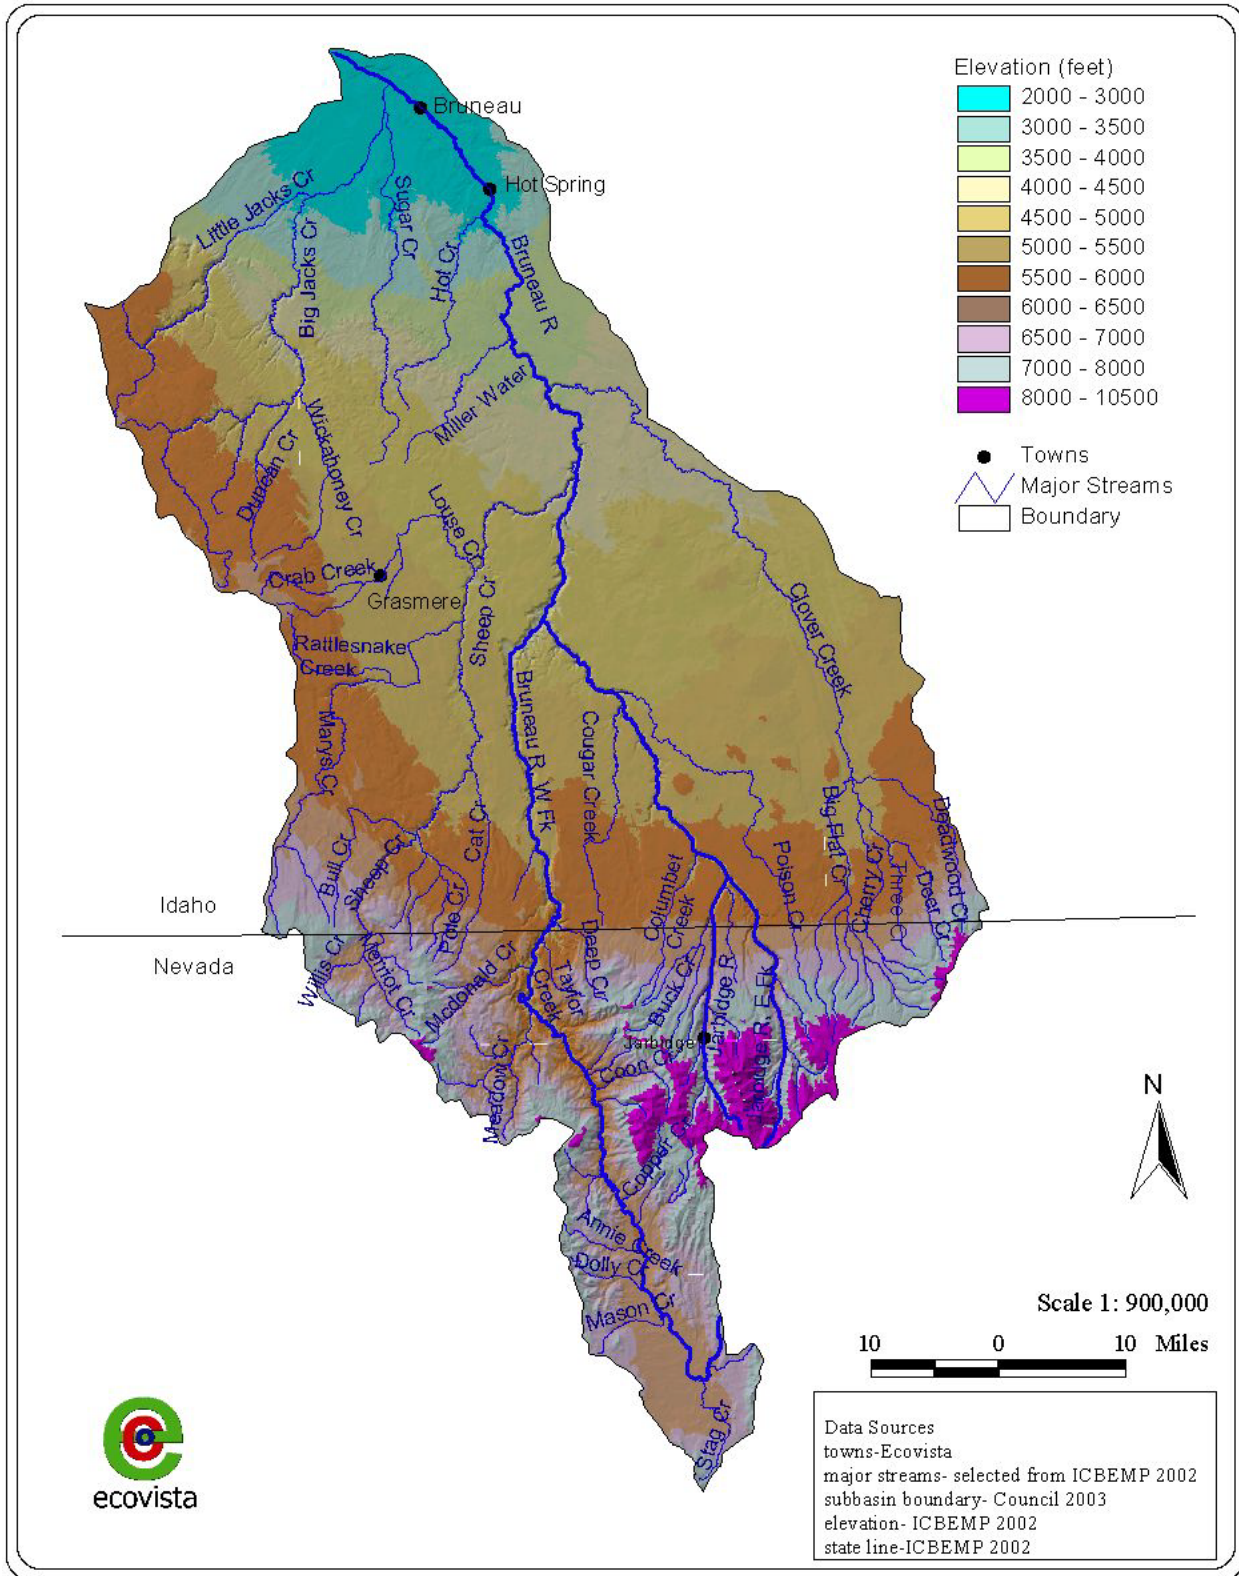 Elevation (feet)
2000 - 3000
3000 - 3500
3500 - 4000
4000 - 4500
4500 - 5000
5000 - 5500
5500 - 6000
6000 - 6500
6500 - 7000
7000 - 8000
8000 - 10500
Towns
Major Streams
Boundary
Bruneau
Hot Spring
Little Jacks Cr
Big Jacks Cr
Sugar Cr
Hot Cr
Bruneau R
Miller Water
Wickahoney Cr
Duncan Cr
Louse Cr
Crab Creek
Grasmere
Sheep Cr
Rattlesnake
Creek
Clover Creek
Marys Cr
Bruneau R. W Fk
Cougar Creek
Cat Cr
Big Flat Cr
Deadwood Cr
Bull Cr
Sheep Cr
Pole Cr
Columbet
Creek
Poison Cr
Cherry Cr
Three C
Deer Cr
Idaho
Nevada
Willis Cr
Merriot Cr
Mcdonald Cr
Taylor
Creek
Deep Cr
Buck Cr
Jarbidge R
Jarbidge R. E Fk
Jarbidge
Meadow Cr
Coon Cr
Copper Cr
Annie Creek
Dolly Cr
Mason Cr
Stag Cr
N
Scale 1: 900,000
10 0 10 Miles
Data Sources
towns-Ecovista
major streams- selected from ICBEMP 2002
subbasin boundary- Council 2003
elevation- ICBEMP 2002
state line-ICBEMP 2002
ecovista